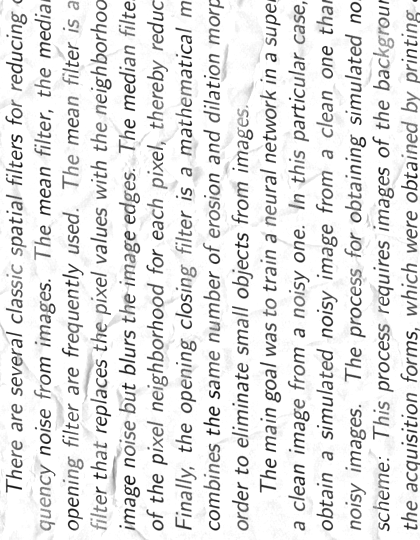 There are several classic spatial filters for reducing
quency noise from images. The mean filter, the median
opening filter are frequently used. The mean filter is a
filter that replaces the pixel values with the neighborhoo
image noise but blurs the image edges. The median filte
of the pixel neighborhood for each pixel, thereby reduc
Finally, the opening closing filter is a mathematical m
combines the same number of erosion and dilation morp
order to eliminate small objects from images.
The main goal was to train a neural network in a super
a clean image from a noisy one. In this particular case,
obtain a simulated noisy image from a clean one than
noisy images. The process for obtaining simulated no
scheme. This process requires images of the backgroun
the acquisition forms, which were obtained by printing